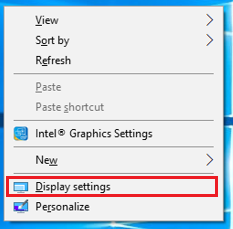 View
Sort by
Refresh
Paste
Paste shortcut
Intel® Graphics Settings
New
Display settings
Personalize